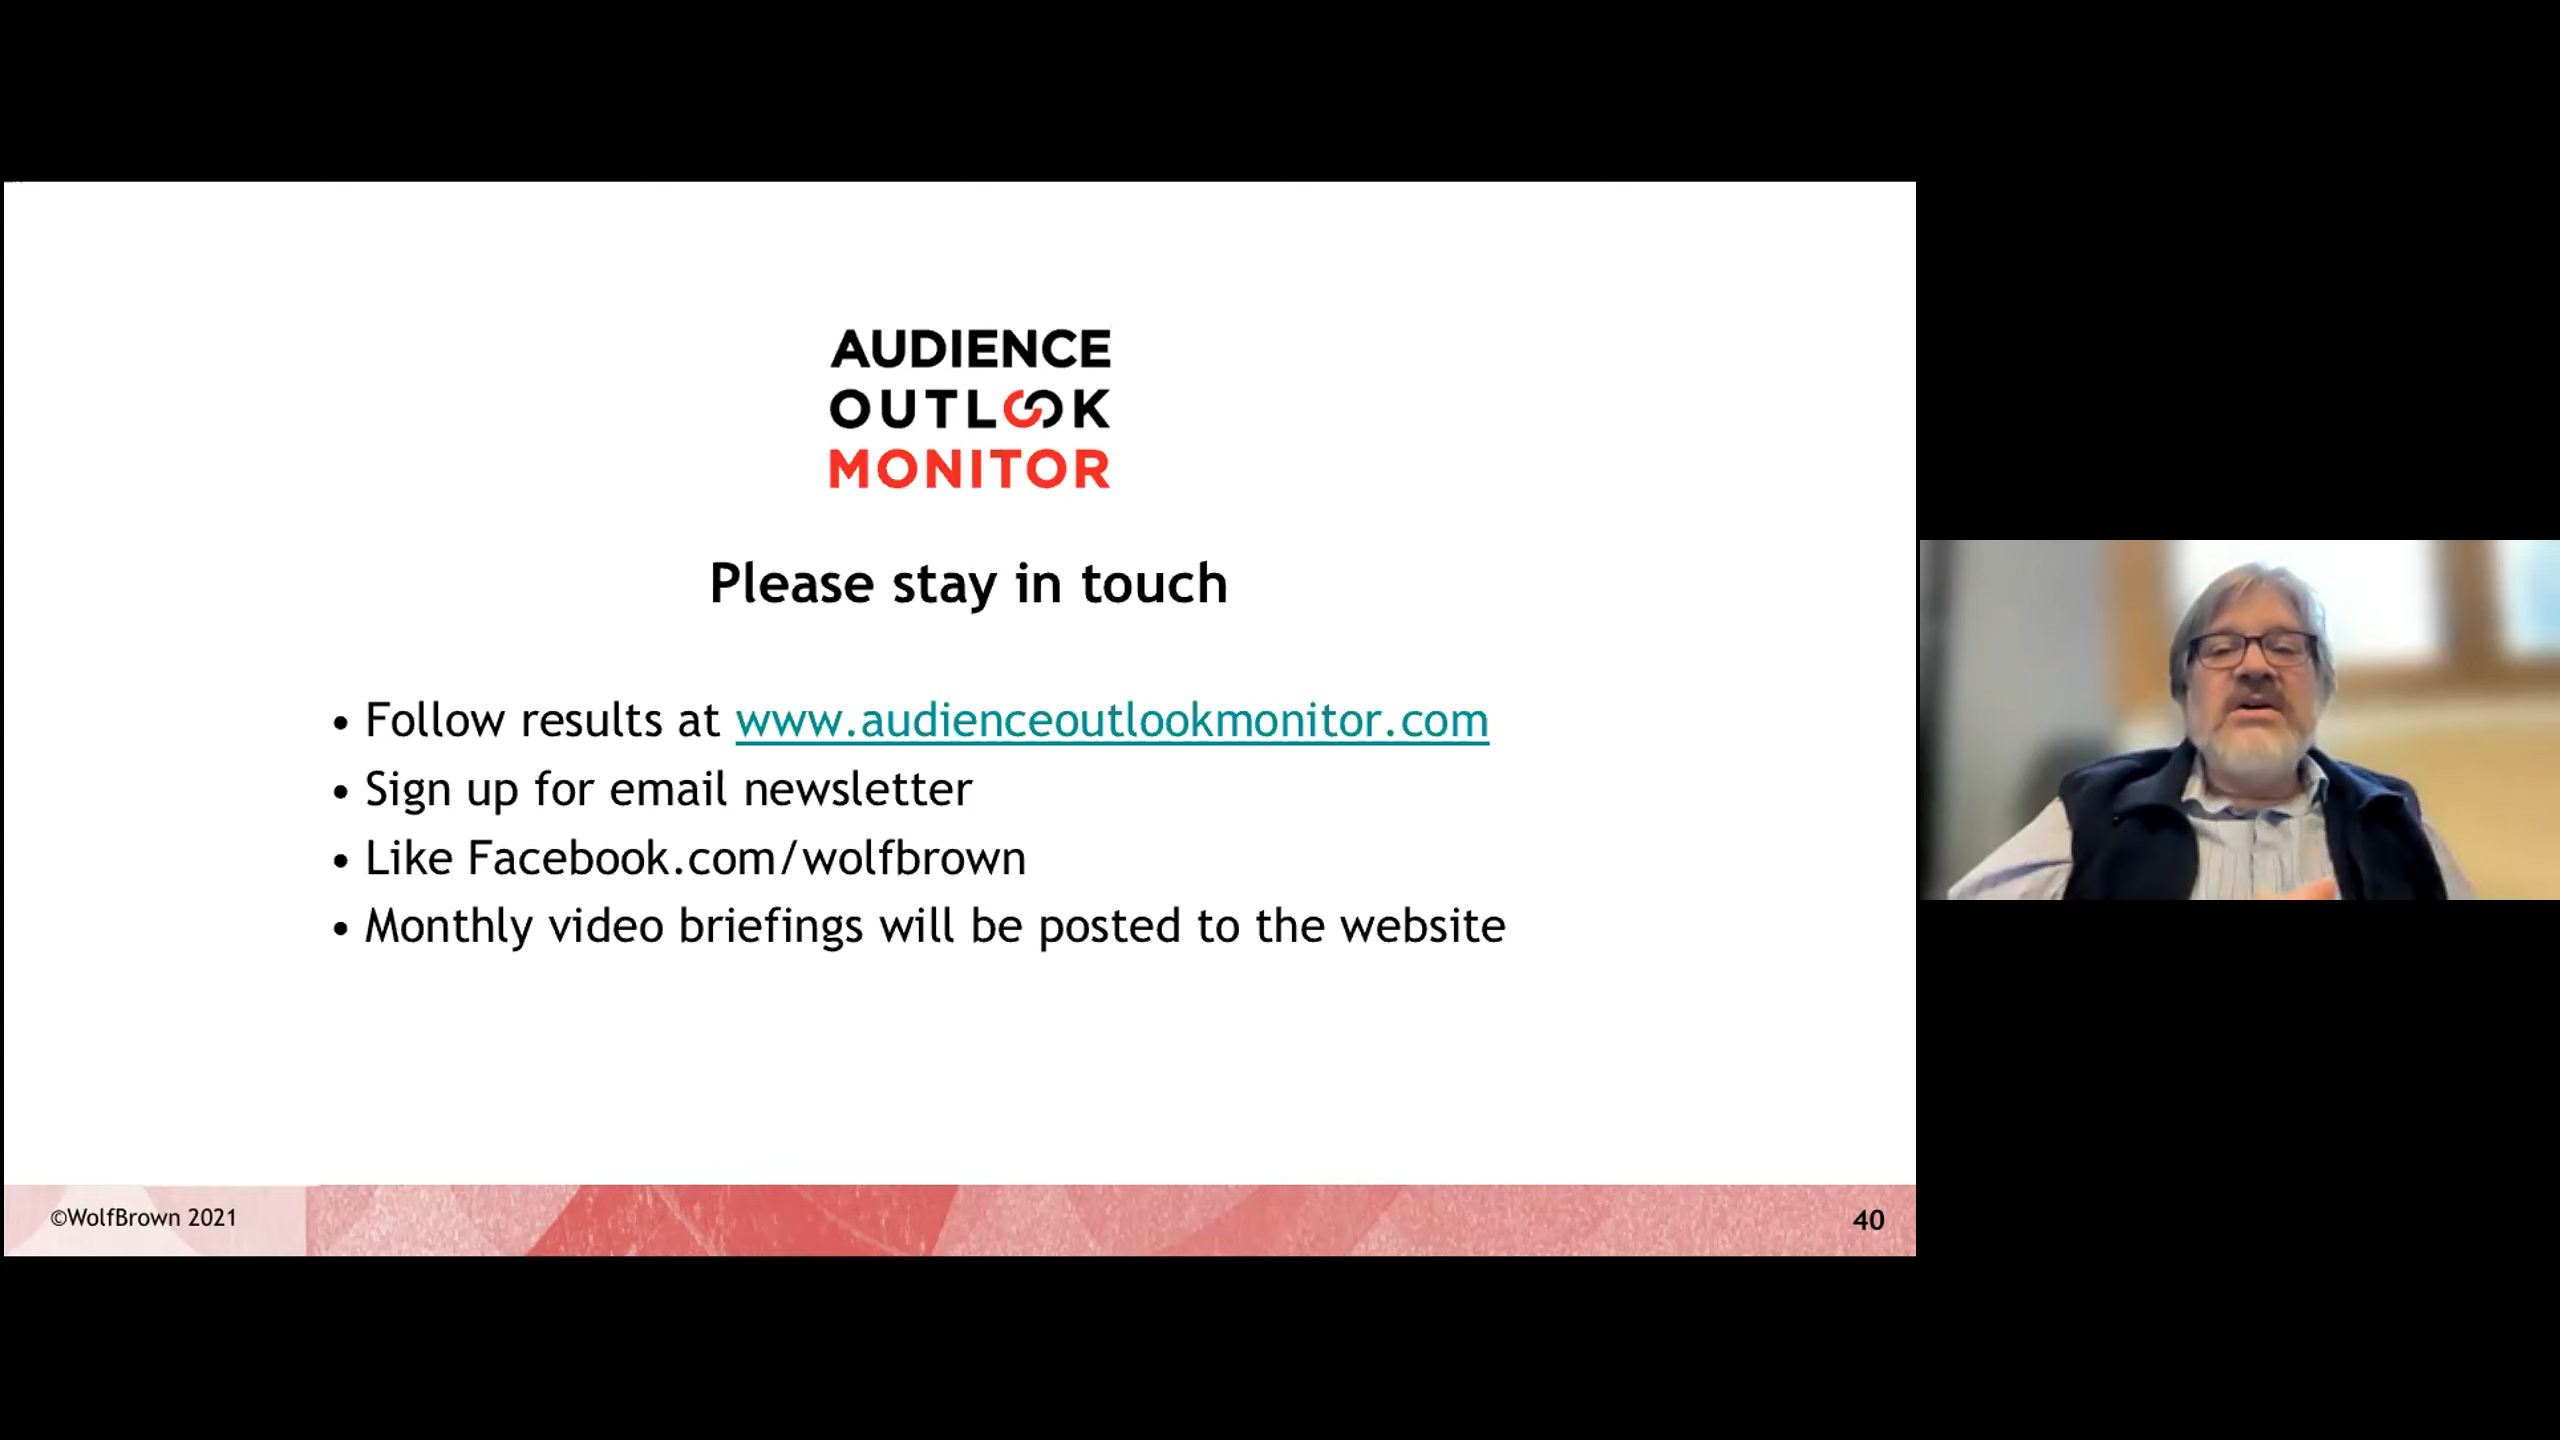 AUDIENCE
OUTLOOK
MONITOR
Please stay in touch
• Follow results at www.audienceoutlookmonitor.com
• Sign up for email newsletter
• Like Facebook.com/wolfbrown
• Monthly video briefings will be posted to the website
©WolfBrown 2021
40